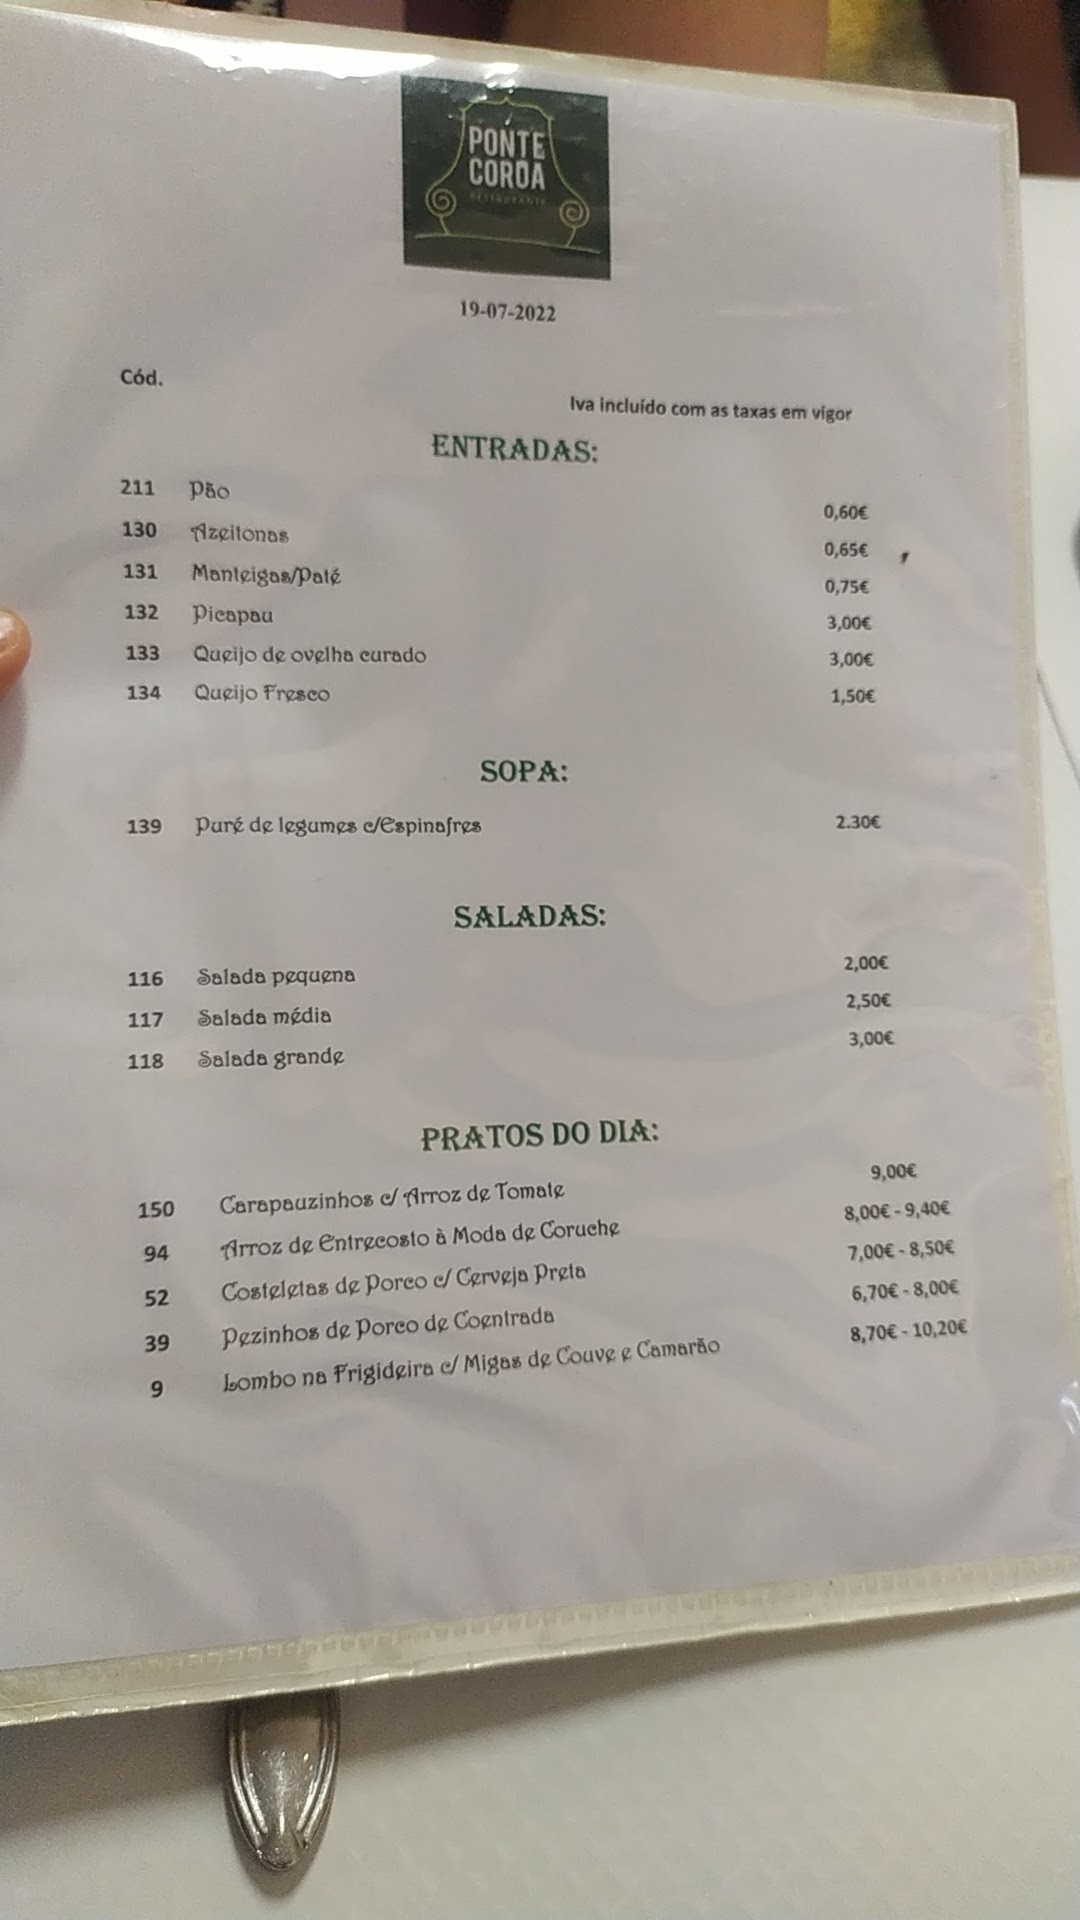 PONTE
COROA
RESTAURANTE
19-07-2022
Cód.
Iva incluído com as taxas em vigor
ENTRADAS:
211 Pão 0,60€
130 Azeitonas 0,65€
131 Manteigas/Paté 0,75€
132 Picapau 3,00€
133 Queijo de ovelha curado 3,00€
134 Queijo Fresco 1,50€
SOPA:
139 Puré de legumes c/Espinafres 2.30€
SALADAS:
116 Salada pequena 2,00€
117 Salada média 2,50€
118 Salada grande 3,00€
PRATOS DO DIA:
150 Carapauzinhos c/ Arroz de Tomate 9,00€
94 Arroz de Entrecosto à Moda de Coruche 8,00€ - 9,40€
52 Costeletas de Porco c/ Cerveja Preta 7,00€ - 8,50€
39 Pezinhos de Porco de Coentrada 6,70€ - 8,00€
9 Lombo na Frigideira c/ Migas de Couve e Camarão 8,70€ - 10,20€